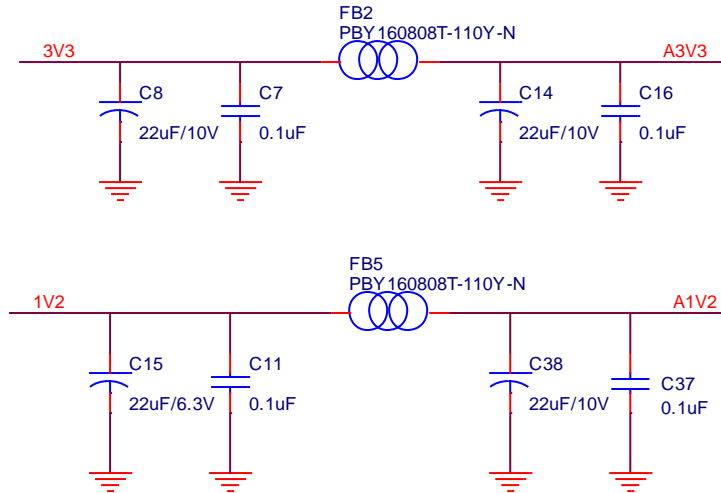 FB2
PBY160808T-110Y-N
3V3
A3V3
C8
C7
C14
C16
22uF/10V
0.1uF
22uF/10V
0.1uF
FB5
PBY160808T-110Y-N
1V2
A1V2
C15
C11
C38
C37
22uF/6.3V
0.1uF
22uF/10V
0.1uF